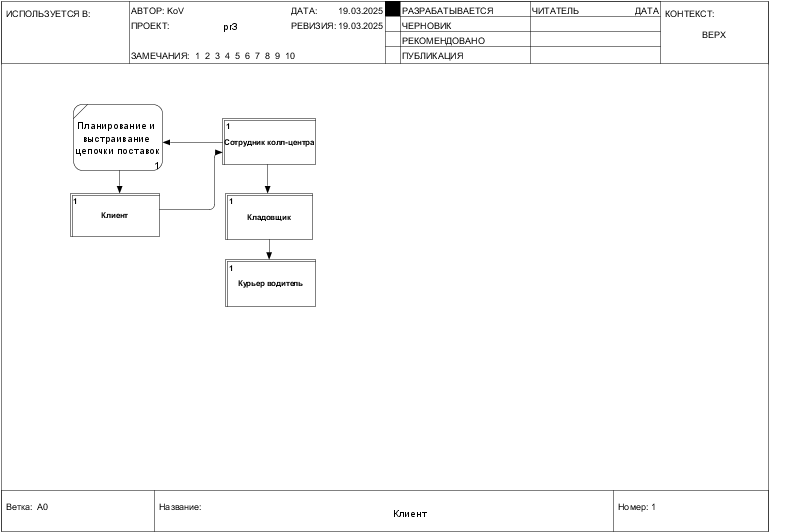 ИСПОЛЬЗУЕТСЯ В:
АВТОР: KoV
ДАТА: 19.03.2025
ПРОЕКТ: pr3
РЕВИЗИЯ: 19.03.2025
ЗАМЕЧАНИЯ: 1 2 3 4 5 6 7 8 9 10
РАЗРАБАТЫВАЕТСЯ
ЧЕРНОВИК
РЕКОМЕНДОВАНО
ПУБЛИКАЦИЯ
ЧИТАТЕЛЬ ДАТА
КОНТЕКСТ:
ВЕРХ
Планирование и
выстраивание
цепочки поставок
1
1
Сотрудник колл-центра
1
Клиент
1
Кладовщик
1
Курьер водитель
Ветка: A0
Название:
Клиент
Номер: 1